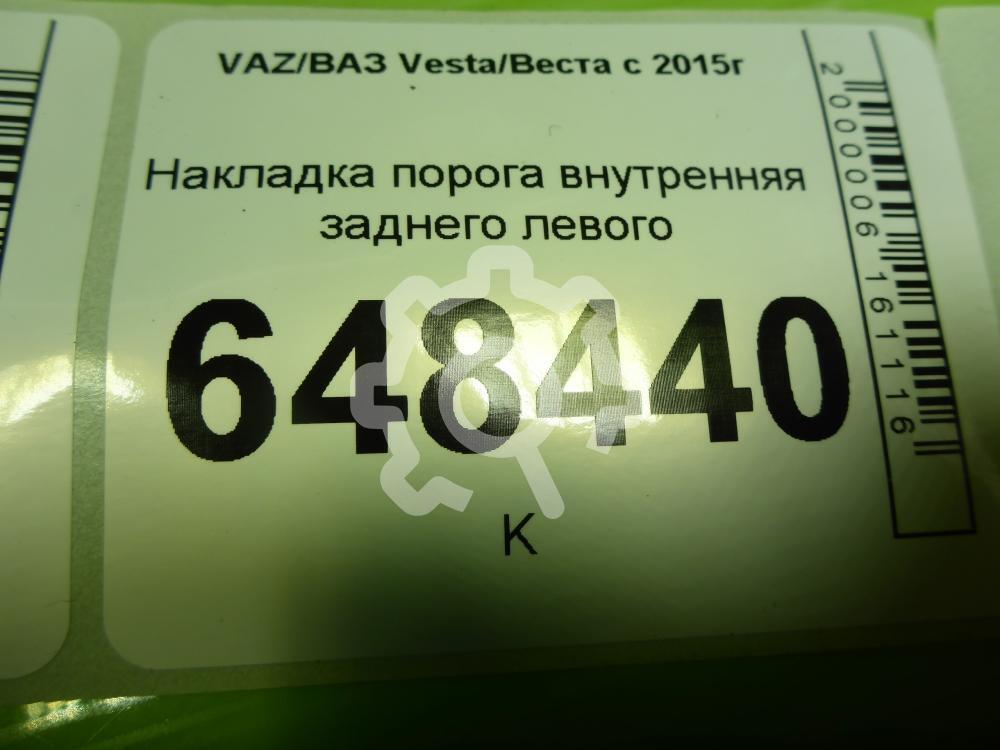 VAZ/ВАЗ Vesta/Веста с 2015г
Накладка порога внутренняя
заднего левого
648440
К
2000006161116